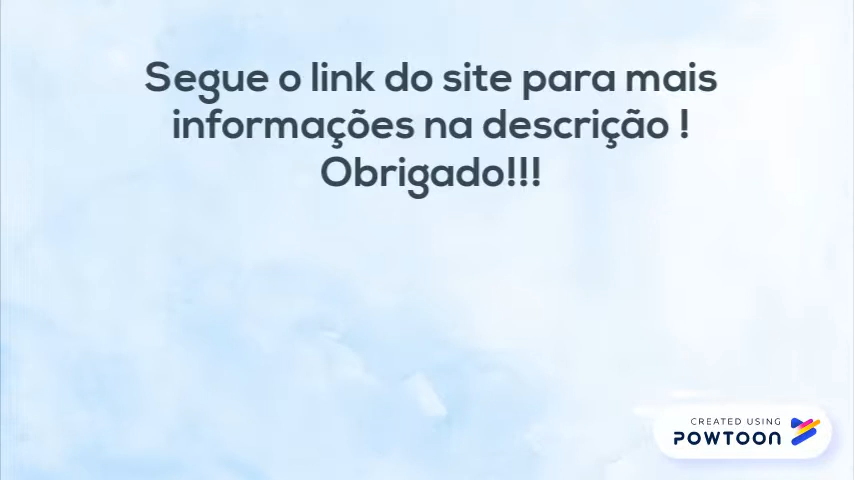 Segue o link do site para mais
informações na descrição !
Obrigado!!!
CREATED USING
POWTOON